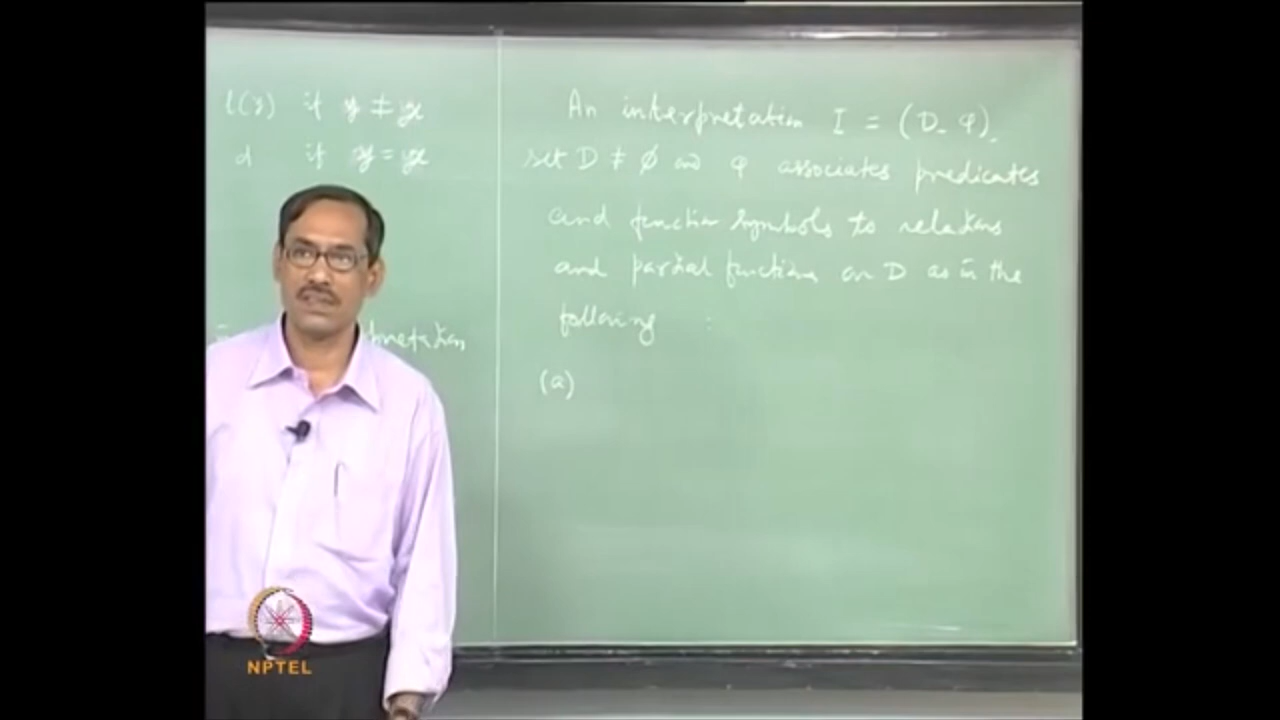 l(y) if y ≠ x
d if y = x
An interpretation I = (D, φ).
set D ≠ ∅ and φ associates predicates
and function symbols to relations
and partial functions on D as in the
following :
(a)
NPTEL